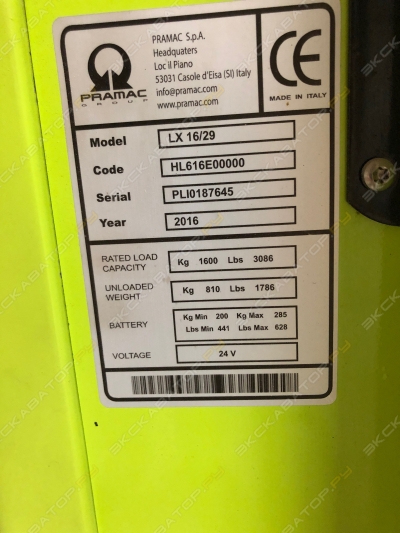 PRAMAC
GROUP
PRAMAC S.p.A.
Headquaters
Loc il Piano
53031 Casole d'Eisa (SI) Italy
info@pramac.com
www.pramac.com
CE
MADE IN ITALY
Model LX 16/29
Code HL616E00000
Serial PLI0187645
Year 2016
RATED LOAD CAPACITY Kg 1600 Lbs 3086
UNLOADED WEIGHT Kg 810 Lbs 1786
BATTERY Kg Min 200 Kg Max 285
Lbs Min 441 Lbs Max 628
VOLTAGE 24 V
ЭКСКАВАТОР.РУ